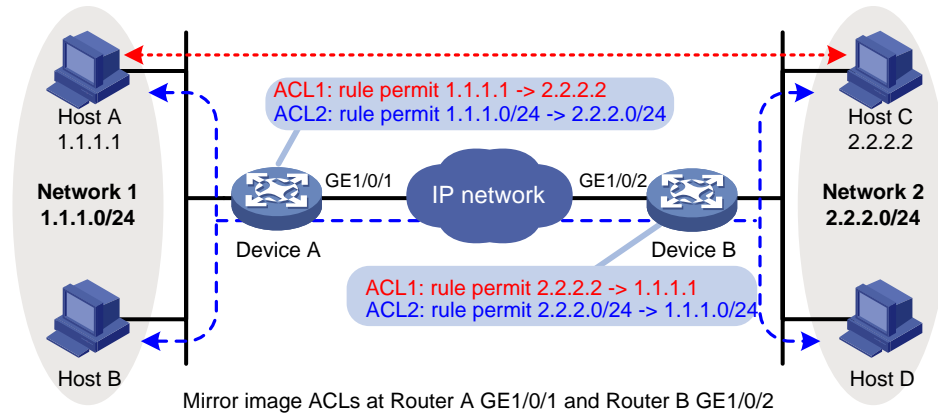 ACL1: rule permit 1.1.1.1 -> 2.2.2.2
ACL2: rule permit 1.1.1.0/24 -> 2.2.2.0/24
Host A
1.1.1.1
Host C
2.2.2.2
Network 1
1.1.1.0/24
GE1/0/1
IP network
GE1/0/2
Network 2
2.2.2.0/24
Device A
Device B
ACL1: rule permit 2.2.2.2 -> 1.1.1.1
ACL2: rule permit 2.2.2.0/24 -> 1.1.1.0/24
Host B
Host D
Mirror image ACLs at Router A GE1/0/1 and Router B GE1/0/2